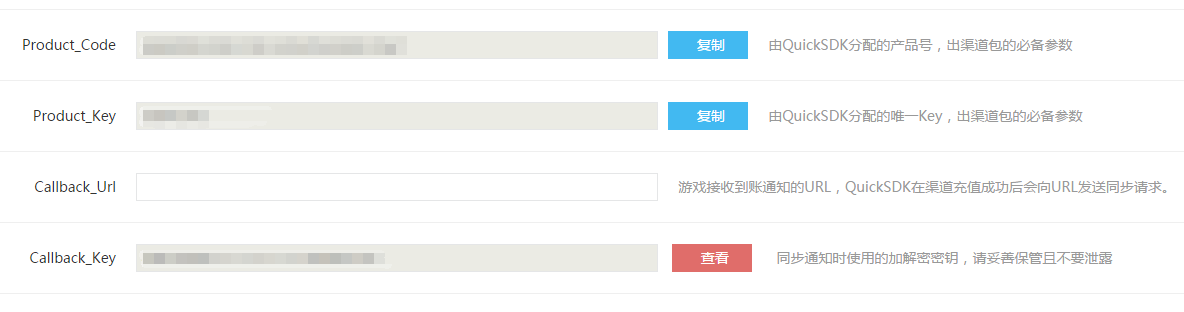 Product_Code 复制 由QuickSDK分配的产品号，出渠道包的必备参数
Product_Key 复制 由QuickSDK分配的唯一Key，出渠道包的必备参数
Callback_Url 游戏接收到账通知的URL，QuickSDK在渠道充值成功后会向URL发送同步请求。
Callback_Key 查看 同步通知时使用的加解密密钥，请妥善保管且不要泄露